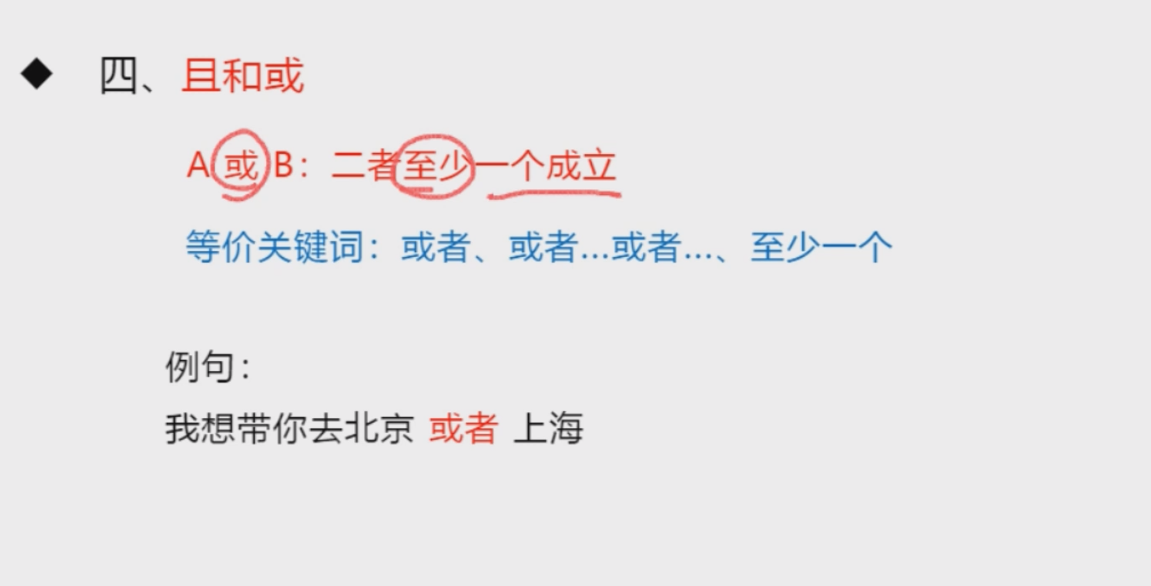 ◆ 四、且和或
A 或 B：二者至少一个成立
等价关键词：或者、或者...或者...、至少一个
例句：
我想带你去北京 或者 上海